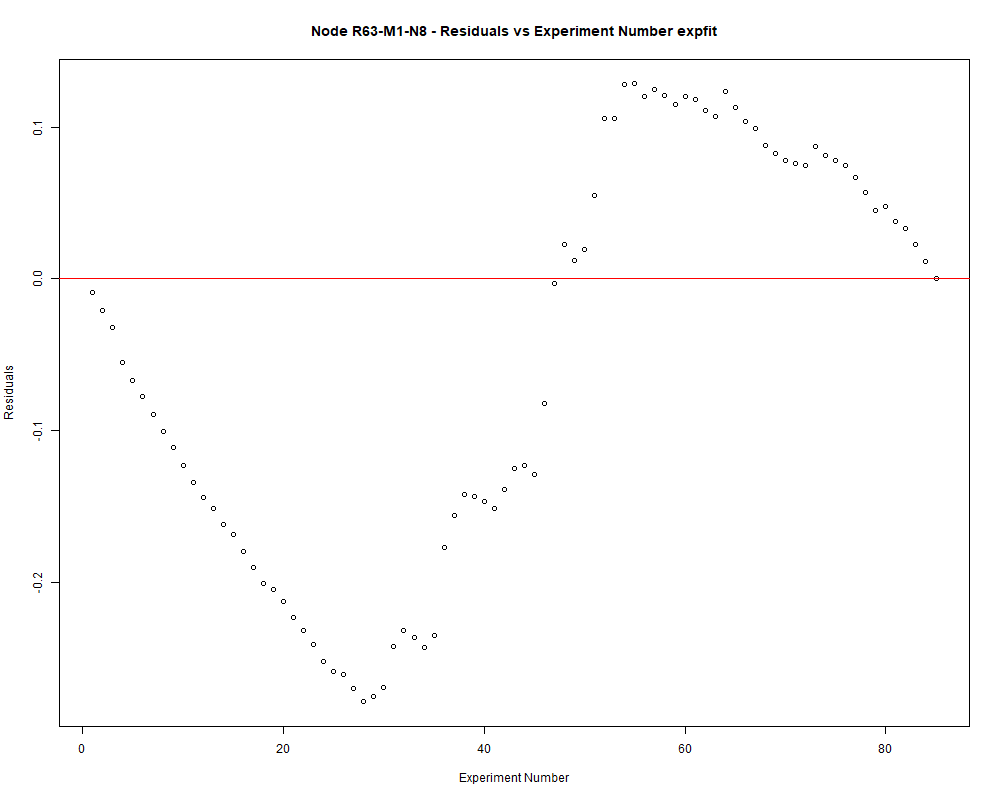 Node R63-M1-N8 - Residuals vs Experiment Number expfit
Residuals
0.1
0.0
-0.1
-0.2
0 20 40 60 80
Experiment Number